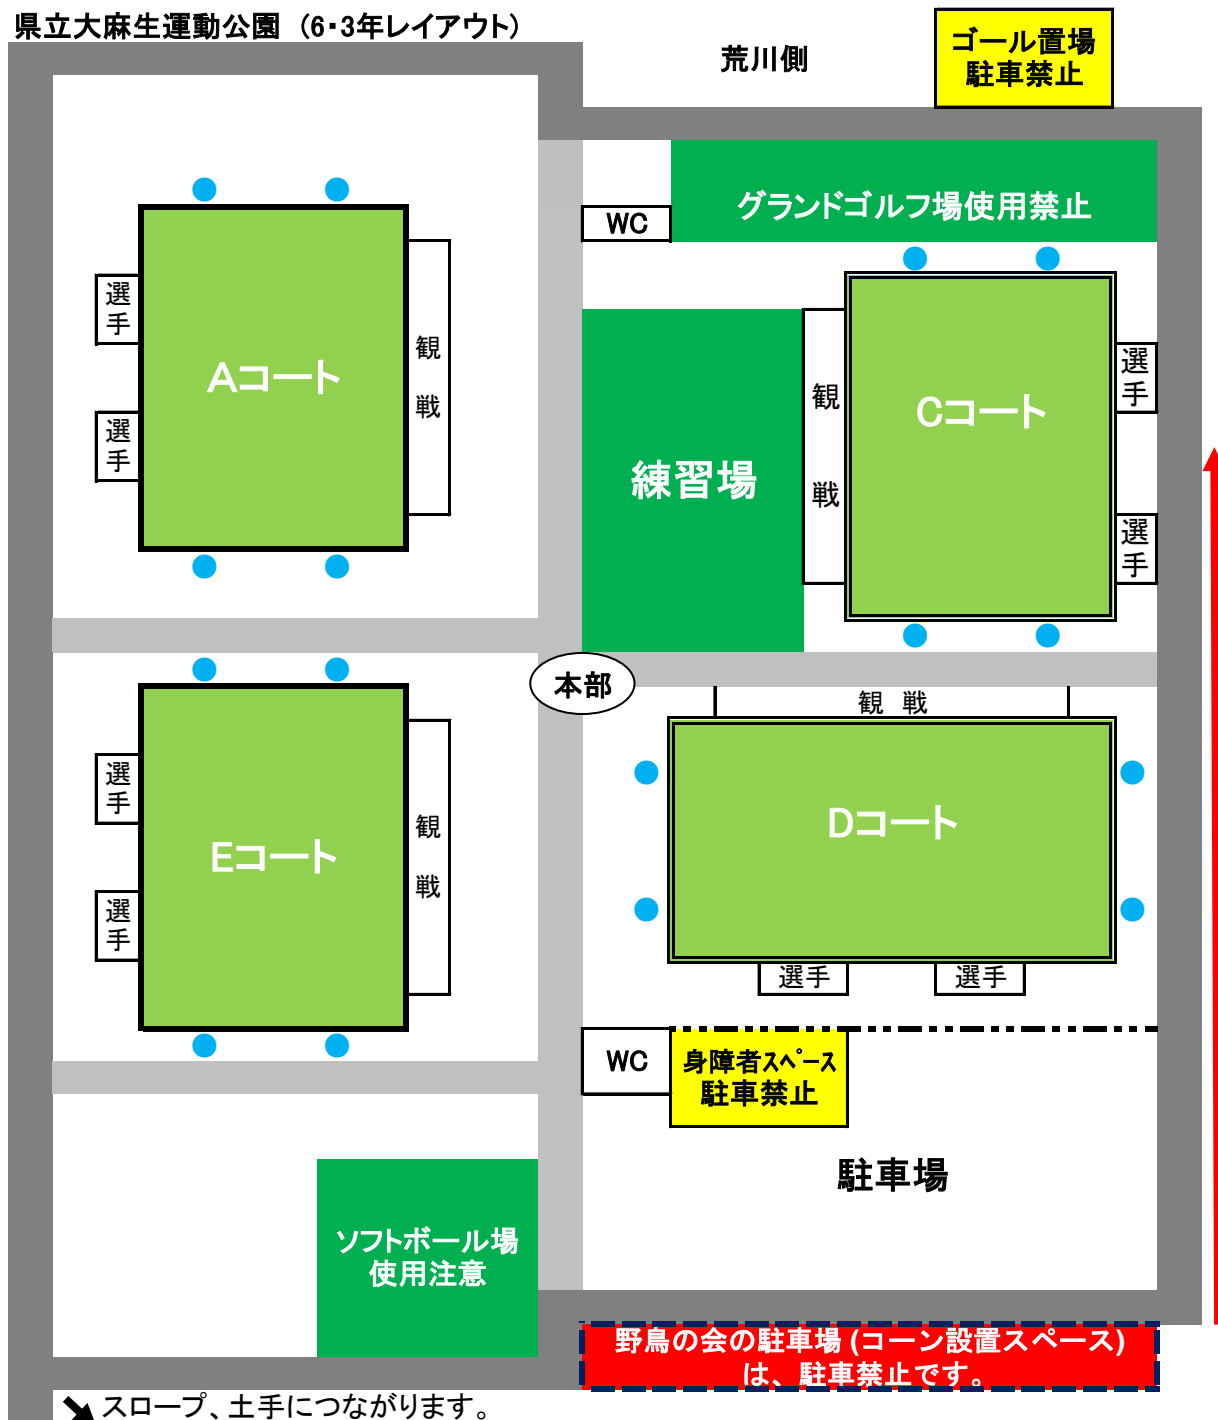 県立大麻生運動公園 (6・3年レイアウト)
荒川側
ゴール置場
駐車禁止
グランドゴルフ場使用禁止
WC
選手
選手
Aコート
観戦
練習場
観戦
Cコート
選手
選手
本部
選手
選手
Eコート
観戦
観 戦
Dコート
選手
選手
WC
身障者スペース
駐車禁止
駐車場
ソフトボール場
使用注意
野鳥の会の駐車場(コーン設置スペース)
は、駐車禁止です。
スロープ、土手につながります。